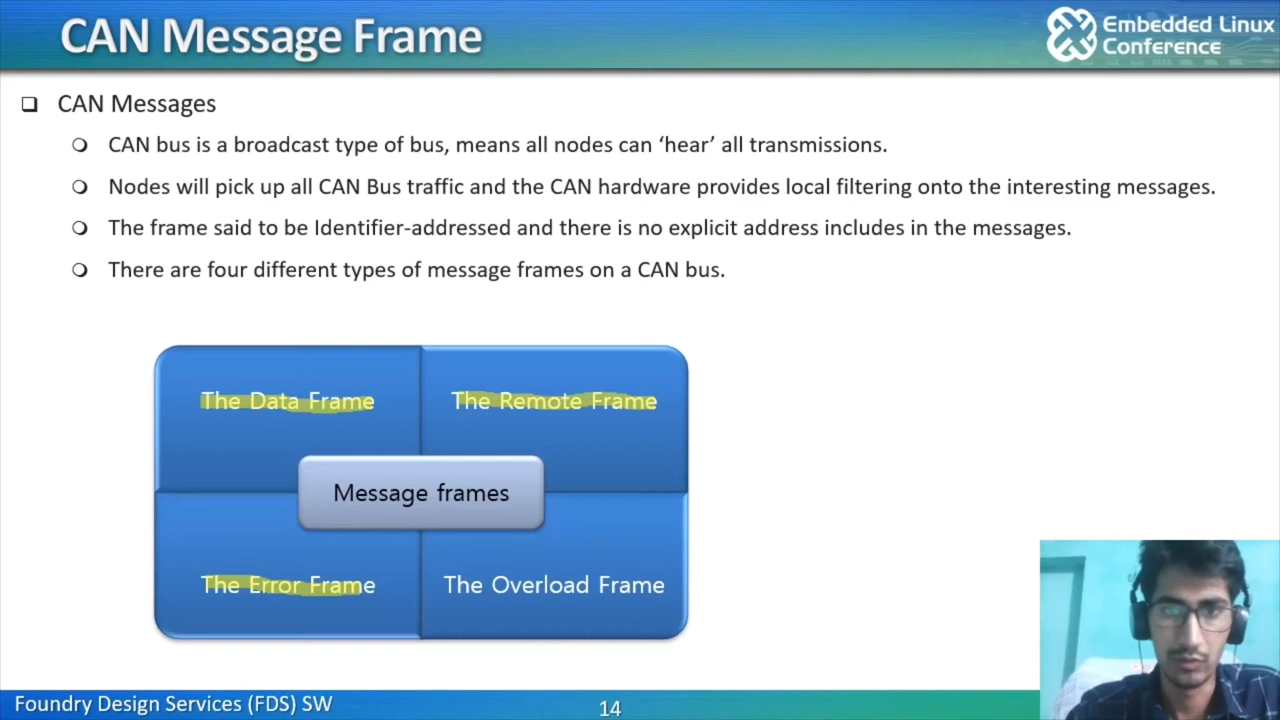 CAN Message Frame
Embedded Linux
Conference
❑ CAN Messages
CAN bus is a broadcast type of bus, means all nodes can ‘hear’ all transmissions.
Nodes will pick up all CAN Bus traffic and the CAN hardware provides local filtering onto the interesting messages.
The frame said to be Identifier-addressed and there is no explicit address includes in the messages.
There are four different types of message frames on a CAN bus.
The Data Frame
The Remote Frame
Message frames
The Error Frame
The Overload Frame
Foundry Design Services (FDS) SW
14